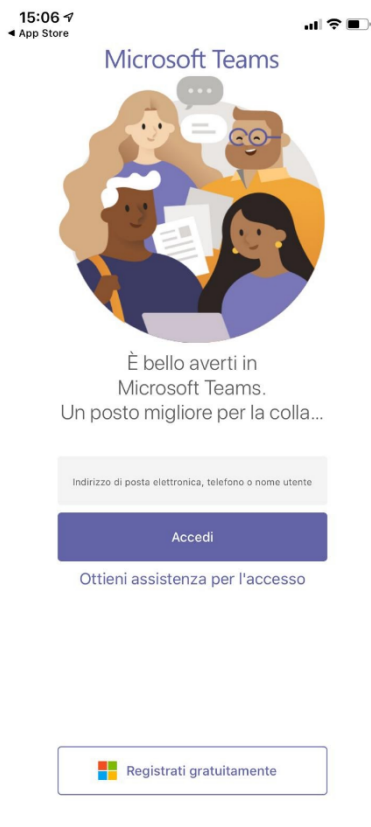 15:06
◀ App Store
Microsoft Teams
È bello averti in
Microsoft Teams.
Un posto migliore per la colla...
Indirizzo di posta elettronica, telefono o nome utente
Accedi
Ottieni assistenza per l'accesso
Registrati gratuitamente